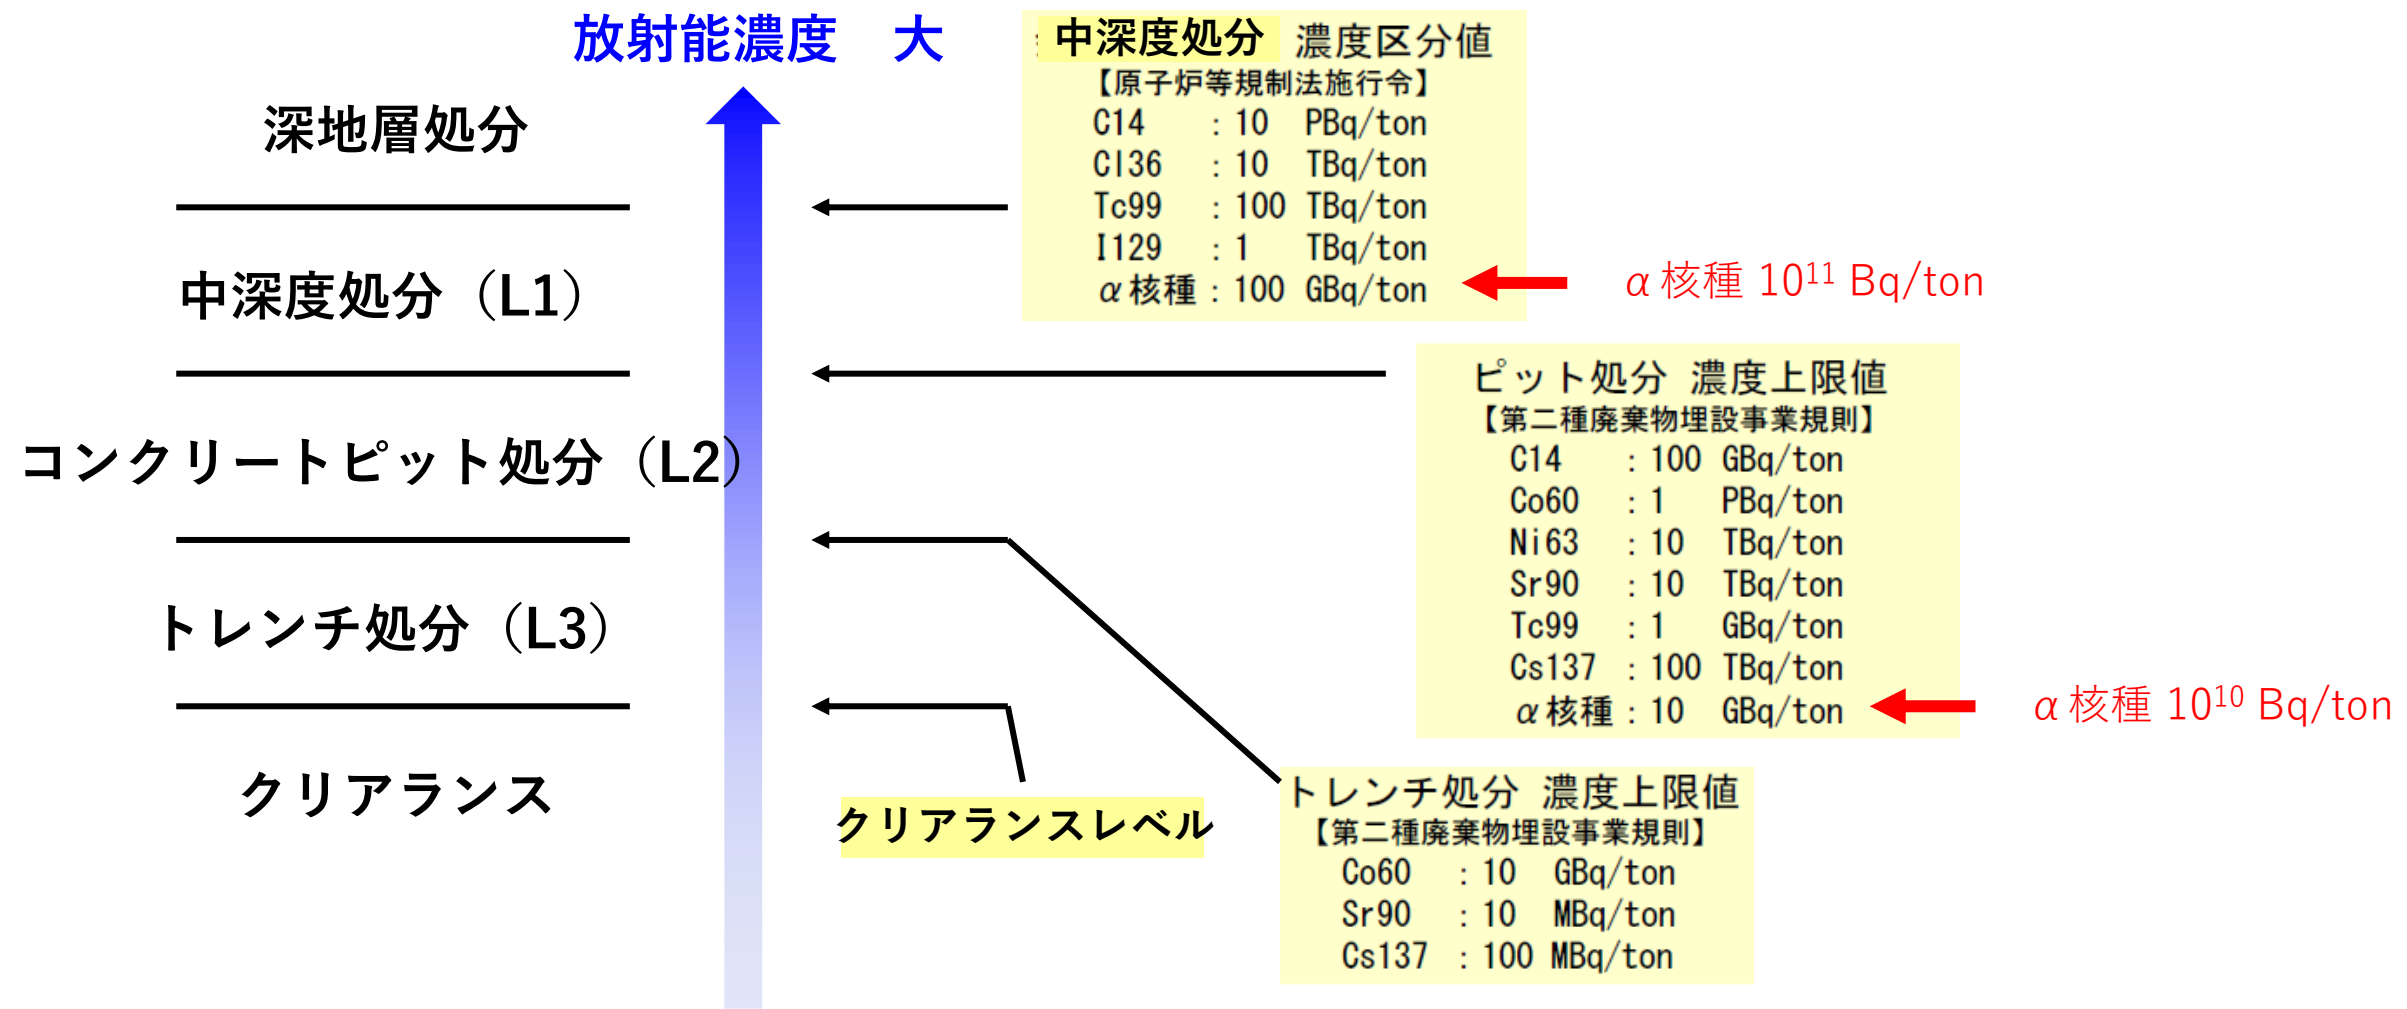 放射能濃度　大
深地層処分
中深度処分（L1）
コンクリートピット処分（L2）
トレンチ処分（L3）
クリアランス
中深度処分 濃度区分値
【原子炉等規制法施行令】
C14 : 10 PBq/ton
Cl36 : 10 TBq/ton
Tc99 : 100 TBq/ton
I129 : 1 TBq/ton
α核種 : 100 GBq/ton
α核種 10¹¹ Bq/ton
ピット処分 濃度上限値
【第二種廃棄物埋設事業規則】
C14 : 100 GBq/ton
Co60 : 1 PBq/ton
Ni63 : 10 TBq/ton
Sr90 : 10 TBq/ton
Tc99 : 1 GBq/ton
Cs137 : 100 TBq/ton
α核種 : 10 GBq/ton
α核種 10¹⁰ Bq/ton
トレンチ処分 濃度上限値
【第二種廃棄物埋設事業規則】
Co60 : 10 GBq/ton
Sr90 : 10 MBq/ton
Cs137 : 100 MBq/ton
クリアランスレベル